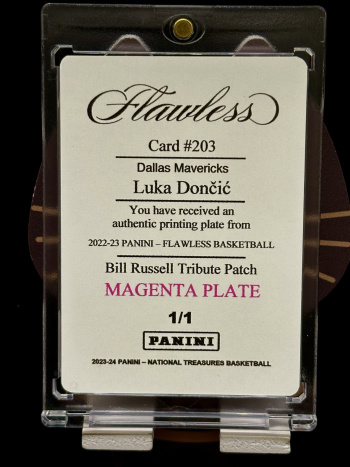 Flawless
Card #203
Dallas Mavericks
Luka Dončić
You have received an
authentic printing plate from
2022-23 PANINI – FLAWLESS BASKETBALL
Bill Russell Tribute Patch
MAGENTA PLATE
1/1
PANINI
2023-24 PANINI – NATIONAL TREASURES BASKETBALL